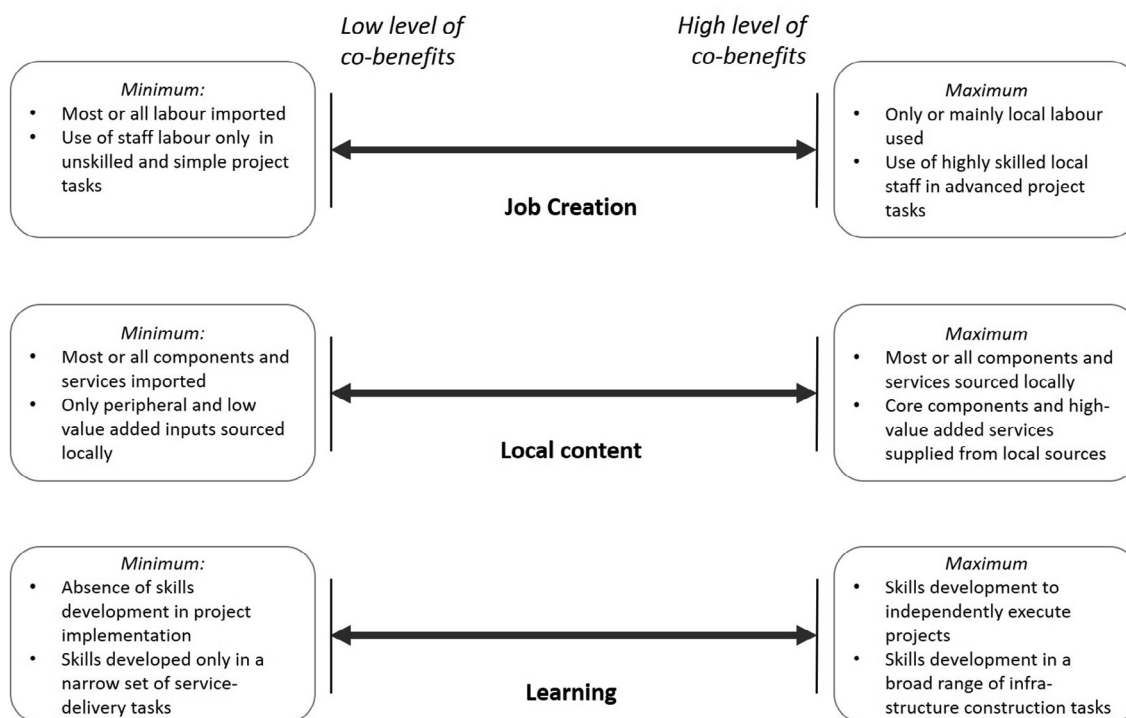 Low level of
co-benefits
High level of
co-benefits
Minimum:
• Most or all labour imported
• Use of staff labour only in
unskilled and simple project
tasks
Job Creation
Maximum
• Only or mainly local labour
used
• Use of highly skilled local
staff in advanced project
tasks
Minimum:
• Most or all components and
services imported
• Only peripheral and low
value added inputs sourced
locally
Local content
Maximum
• Most or all components and
services sourced locally
• Core components and high-
value added services
supplied from local sources
Minimum:
• Absence of skills
development in project
implementation
• Skills developed only in a
narrow set of service-
delivery tasks
Learning
Maximum
• Skills development to
independently execute
projects
• Skills development in a
broad range of infra-
structure construction tasks